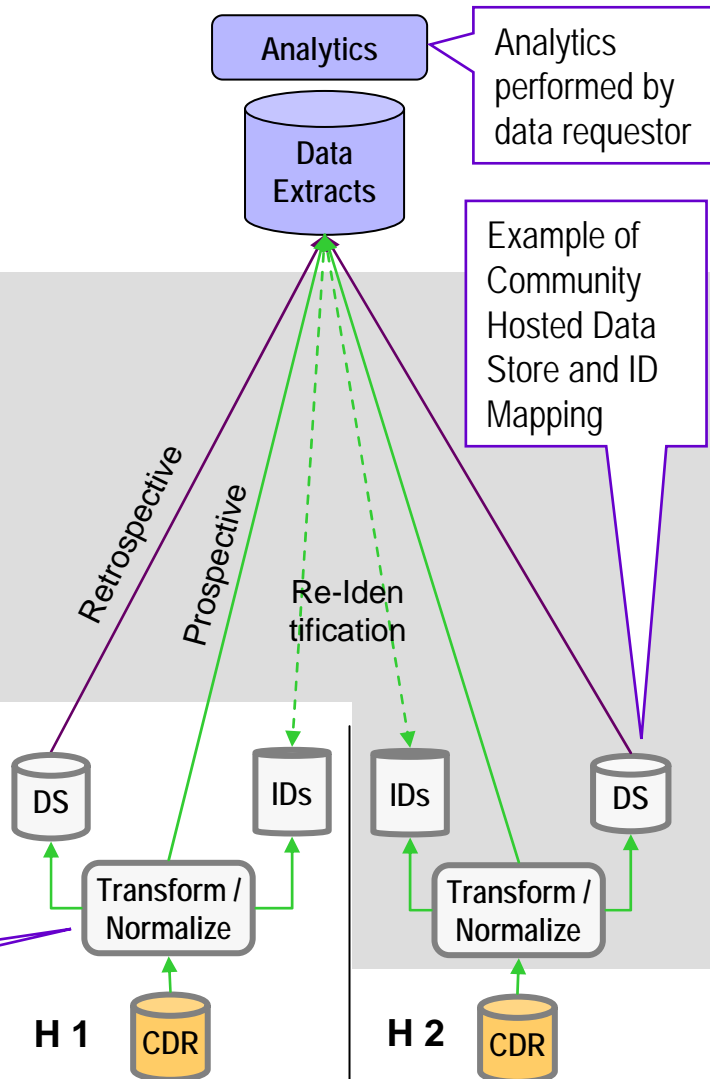 Analytics
Analytics
performed by
data requestor
Data
Extracts
Example of
Community
Hosted Data
Store and ID
Mapping
Retrospective
Prospective
Re-Iden
tification
DS
IDs
IDs
DS
Transform /
Normalize
Transform /
Normalize
H 1
CDR
H 2
CDR